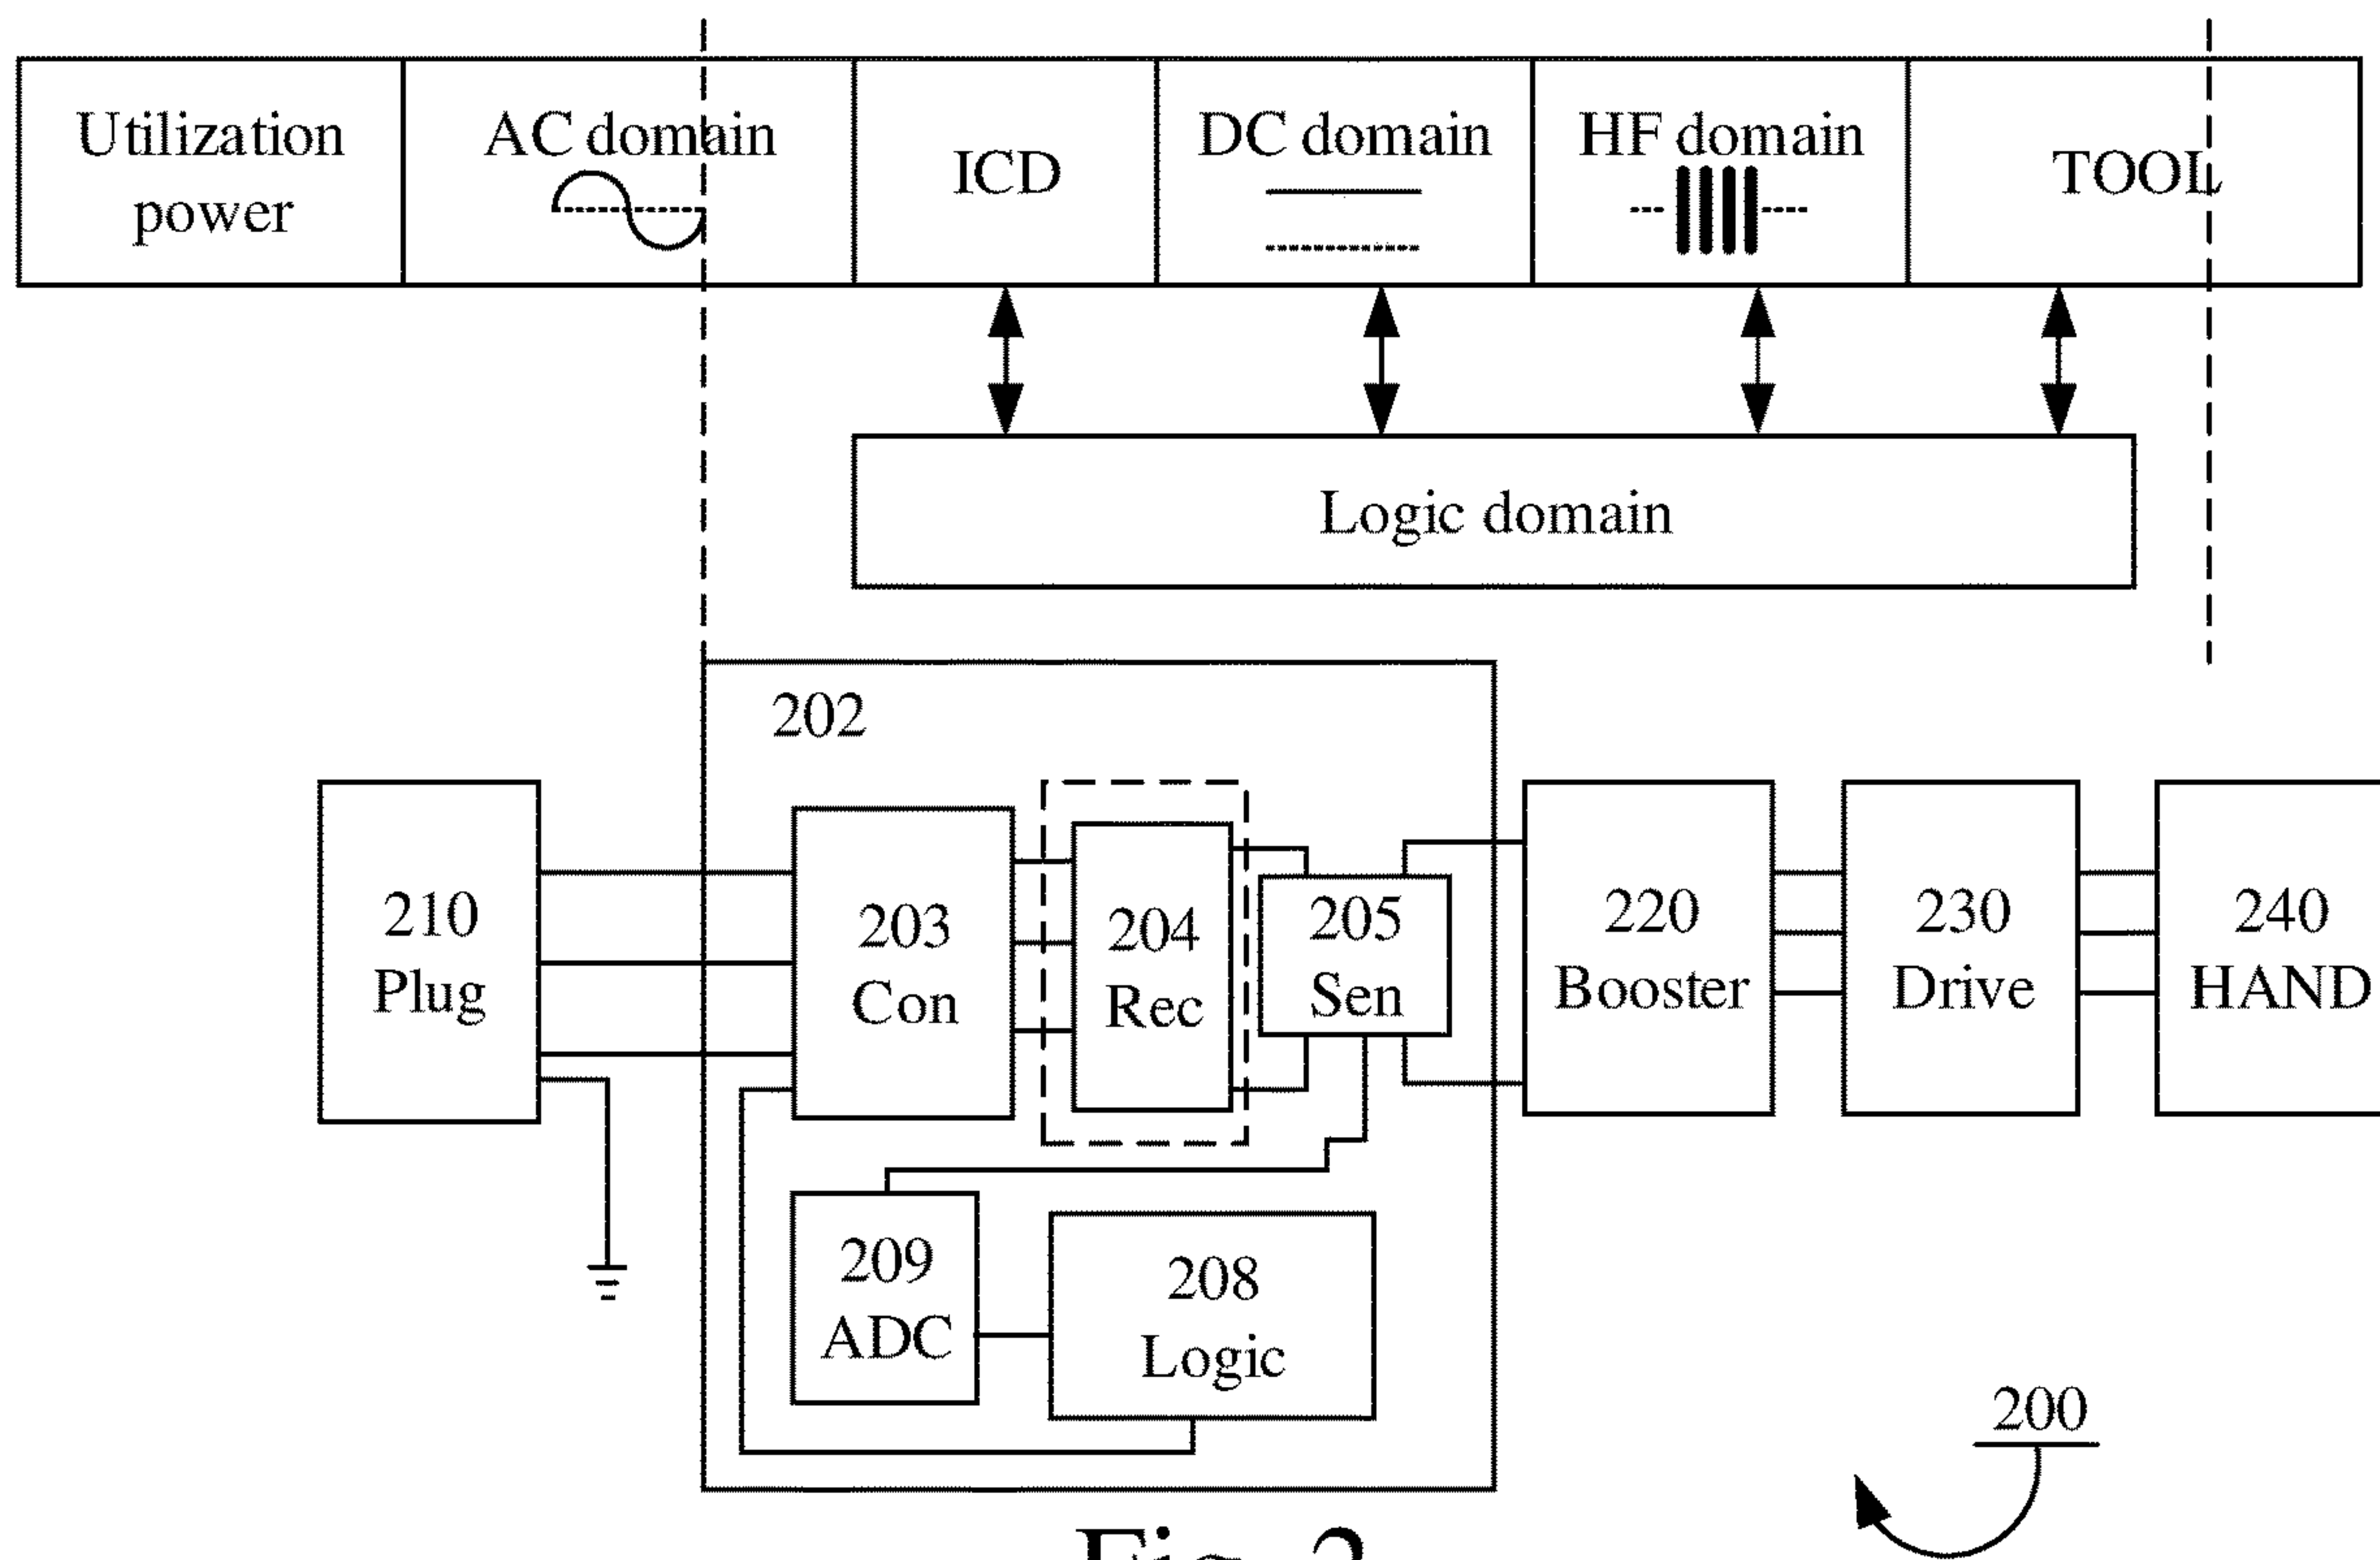 Utilization
power
AC domain
ICD
DC domain
HF domain
TOOL
Logic domain
202
210
Plug
203
Con
204
Rec
205
Sen
220
Booster
230
Drive
240
HAND
209
ADC
208
Logic
200